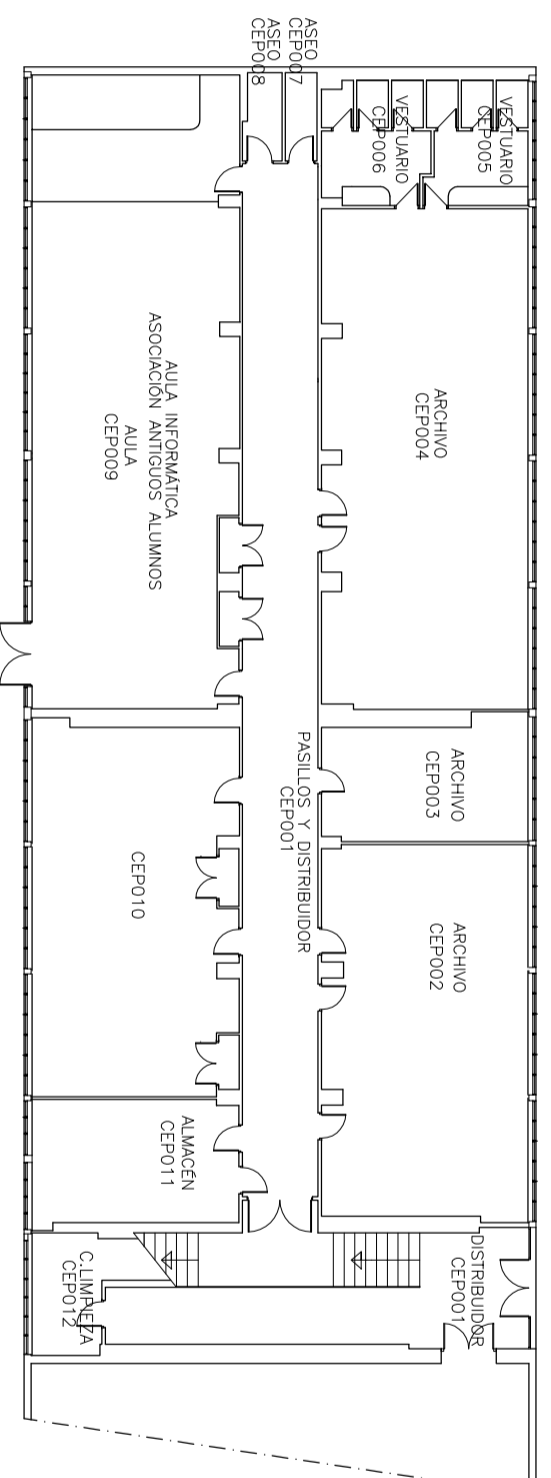 ASEO
CEP007
ASEO
CEP008
VESTUARIO
CEP005
VESTUARIO
CEP006
ARCHIVO
CEP004
AULA INFORMÁTICA
ASOCIACIÓN ANTIGUOS ALUMNOS
AULA
CEP009
ARCHIVO
CEP003
PASILLOS Y DISTRIBUIDOR
CEP001
CEP010
ARCHIVO
CEP002
ALMACÉN
CEP011
DISTRIBUIDOR
CEP001
C.LIMPIEZA
CEP012